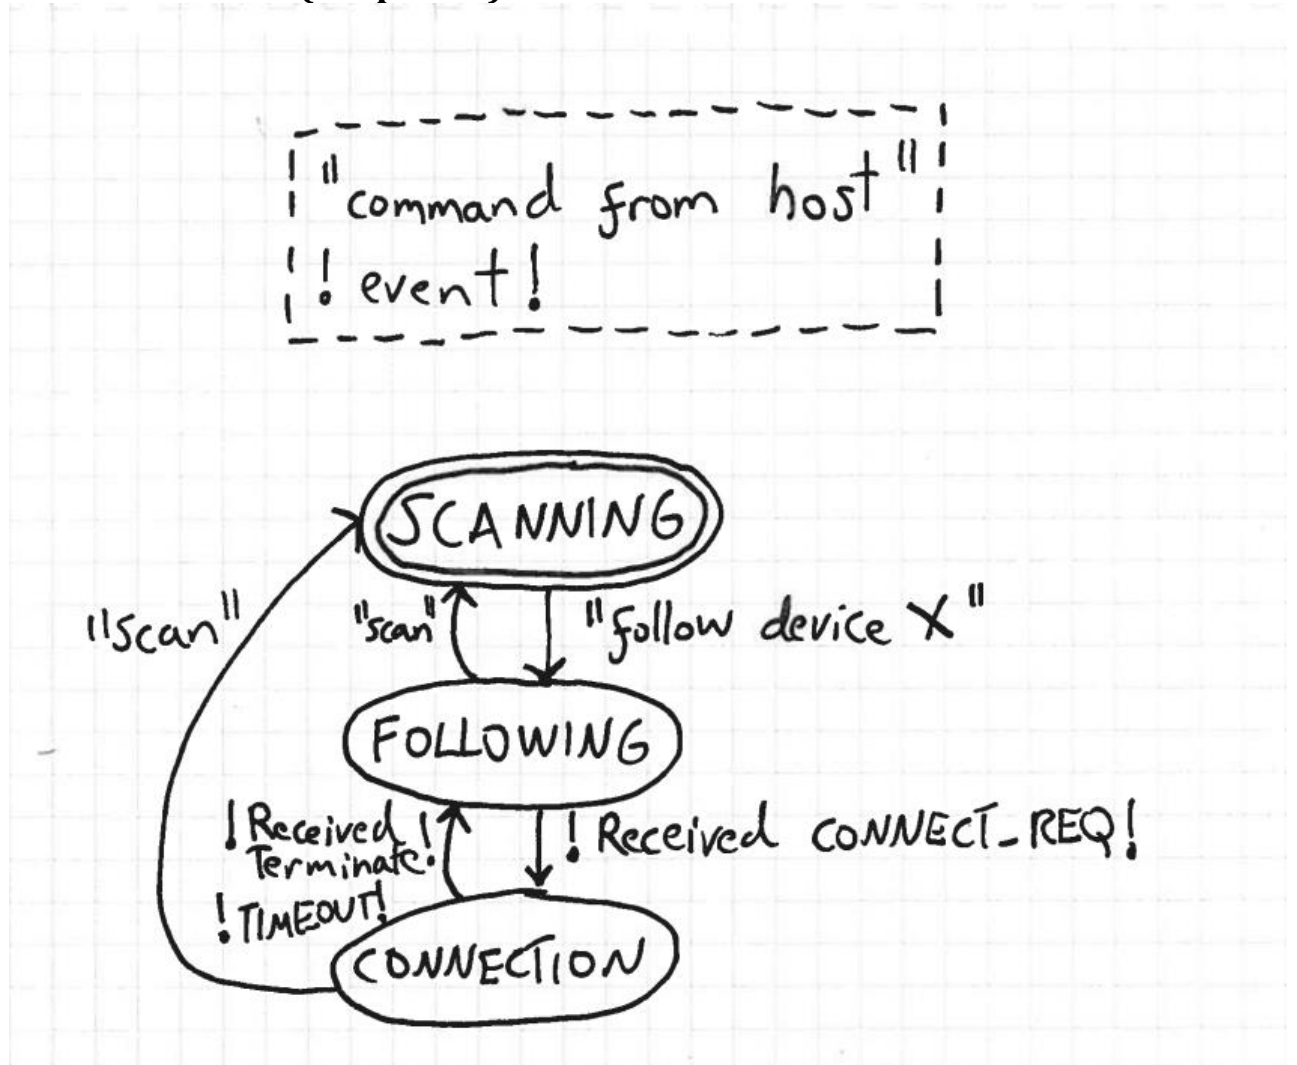 "command from host"
! event!
SCANNING
"scan"
"scan"
"follow device X"
FOLLOWING
! Received
Terminate!
! Received CONNECT_REQ!
! TIMEOUT!
CONNECTION